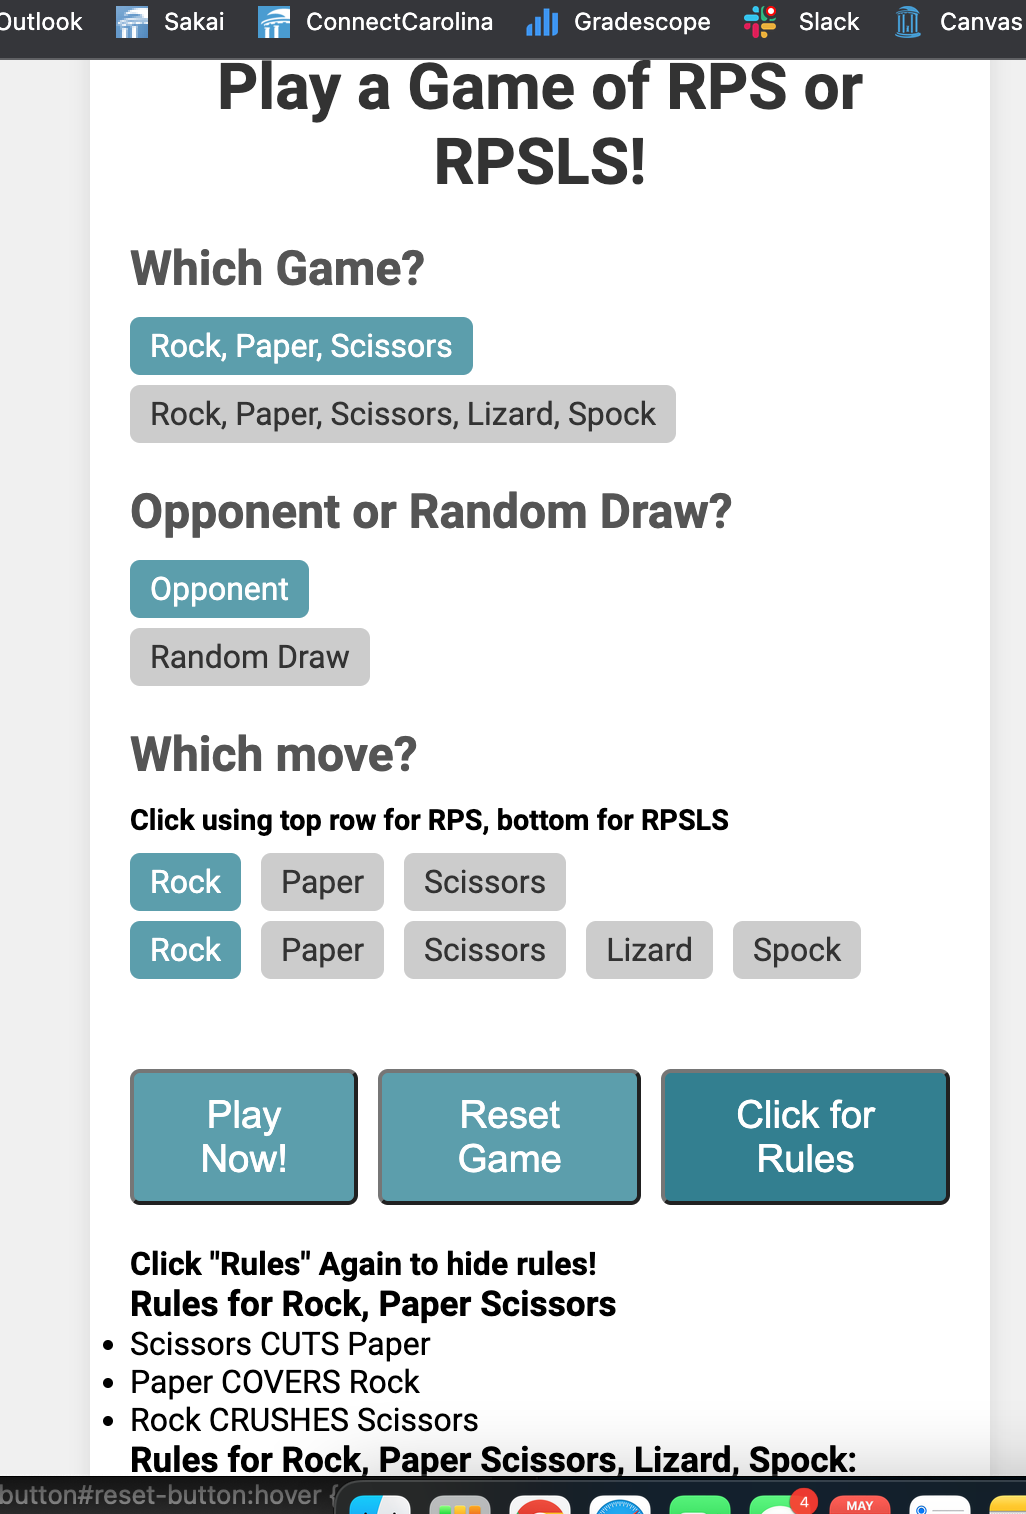 Outlook Sakai ConnectCarolina Gradescope Slack Canvas
Play a Game of RPS or
RPSLS!
Which Game?
Rock, Paper, Scissors
Rock, Paper, Scissors, Lizard, Spock
Opponent or Random Draw?
Opponent
Random Draw
Which move?
Click using top row for RPS, bottom for RPSLS
Rock Paper Scissors
Rock Paper Scissors Lizard Spock
Play
Now!
Reset
Game
Click for
Rules
Click "Rules" Again to hide rules!
Rules for Rock, Paper Scissors
• Scissors CUTS Paper
• Paper COVERS Rock
• Rock CRUSHES Scissors
Rules for Rock, Paper Scissors, Lizard, Spock:
button#reset-button:hover {
4
MAY